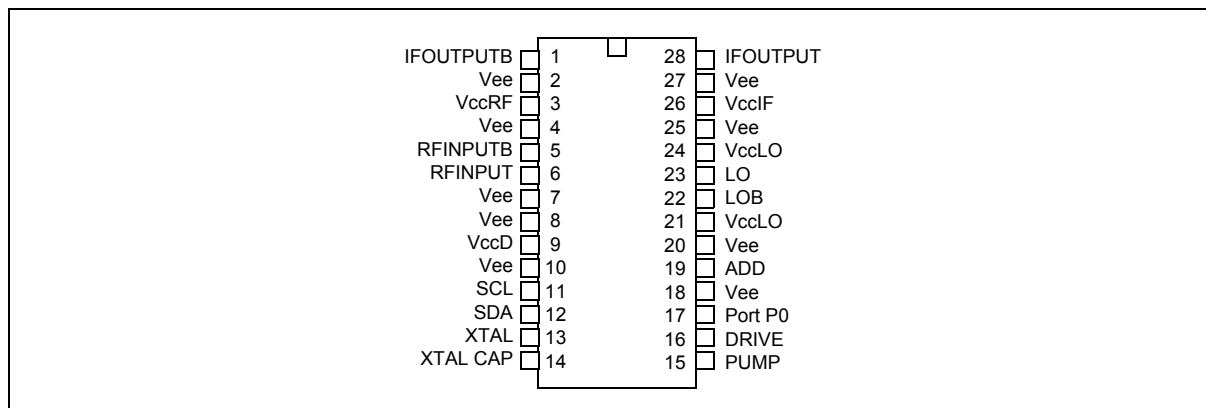 IFOUTPUTB 1 28 IFOUTPUT
Vee 2 27 Vee
VccRF 3 26 VccIF
Vee 4 25 Vee
RFINPUTB 5 24 VccLO
RFINPUT 6 23 LO
Vee 7 22 LOB
Vee 8 21 VccLO
VccD 9 20 Vee
Vee 10 19 ADD
SCL 11 18 Vee
SDA 12 17 Port P0
XTAL 13 16 DRIVE
XTAL CAP 14 15 PUMP